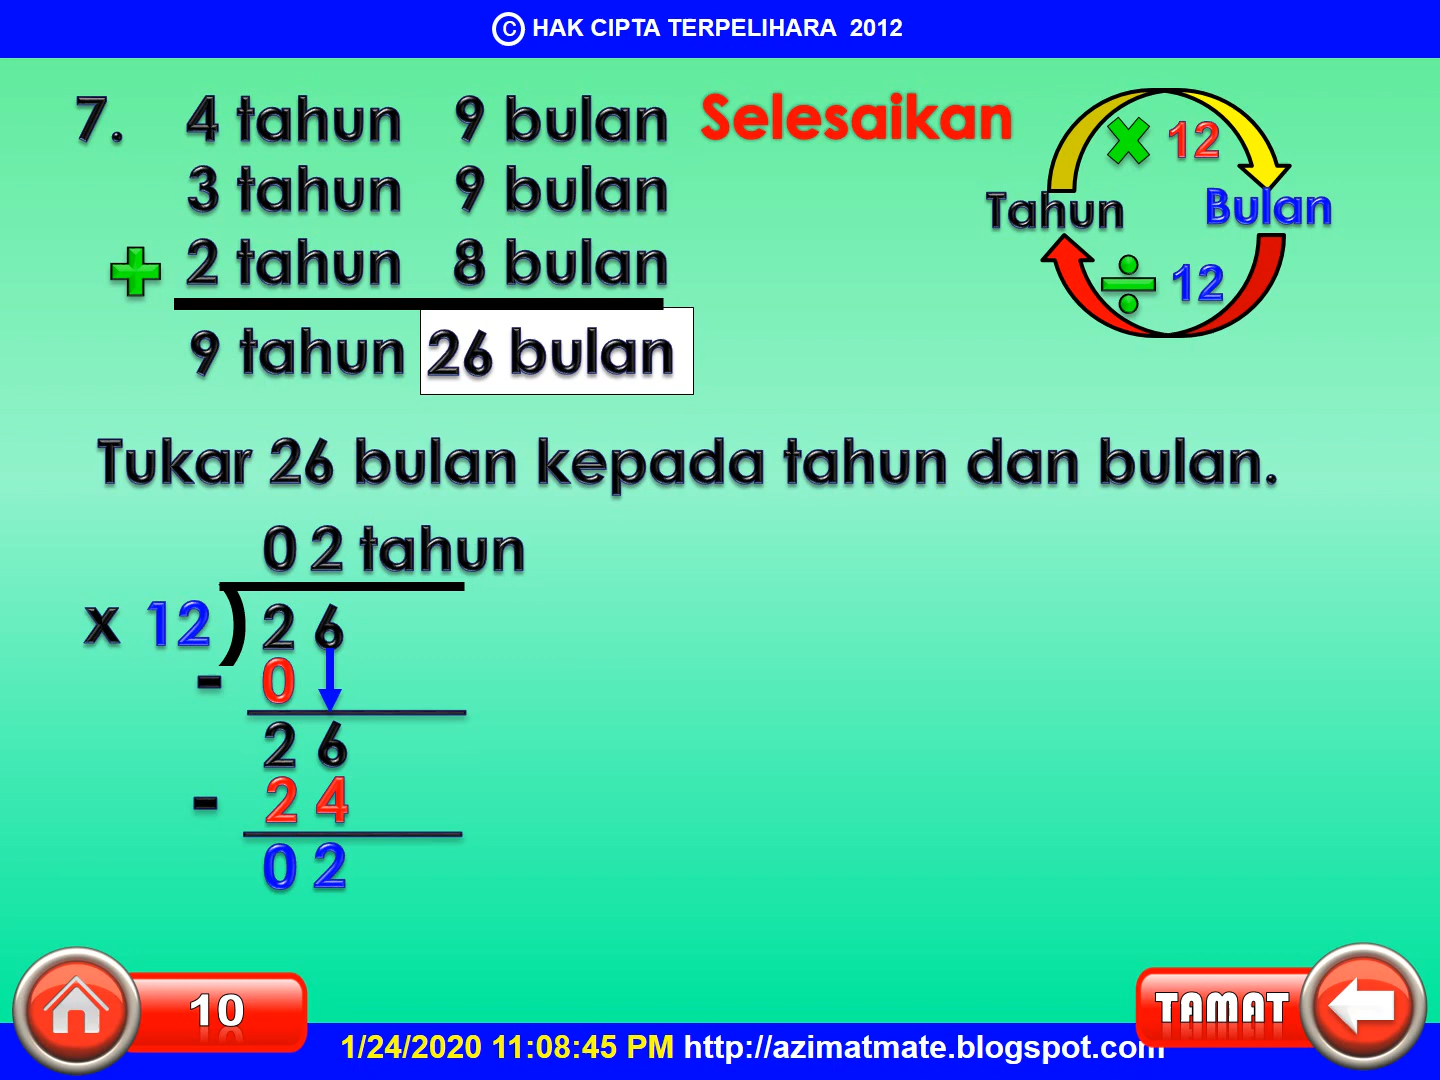 © HAK CIPTA TERPELIHARA 2012
7. 4 tahun 9 bulan Selesaikan
3 tahun 9 bulan
+ 2 tahun 8 bulan
9 tahun 26 bulan
× 12
Tahun Bulan
÷ 12
Tukar 26 bulan kepada tahun dan bulan.
0 2 tahun
x 12 ) 2 6
- 0
2 6
- 2 4
0 2
10
TAMAT
1/24/2020 11:08:45 PM http://azimatmate.blogspot.com